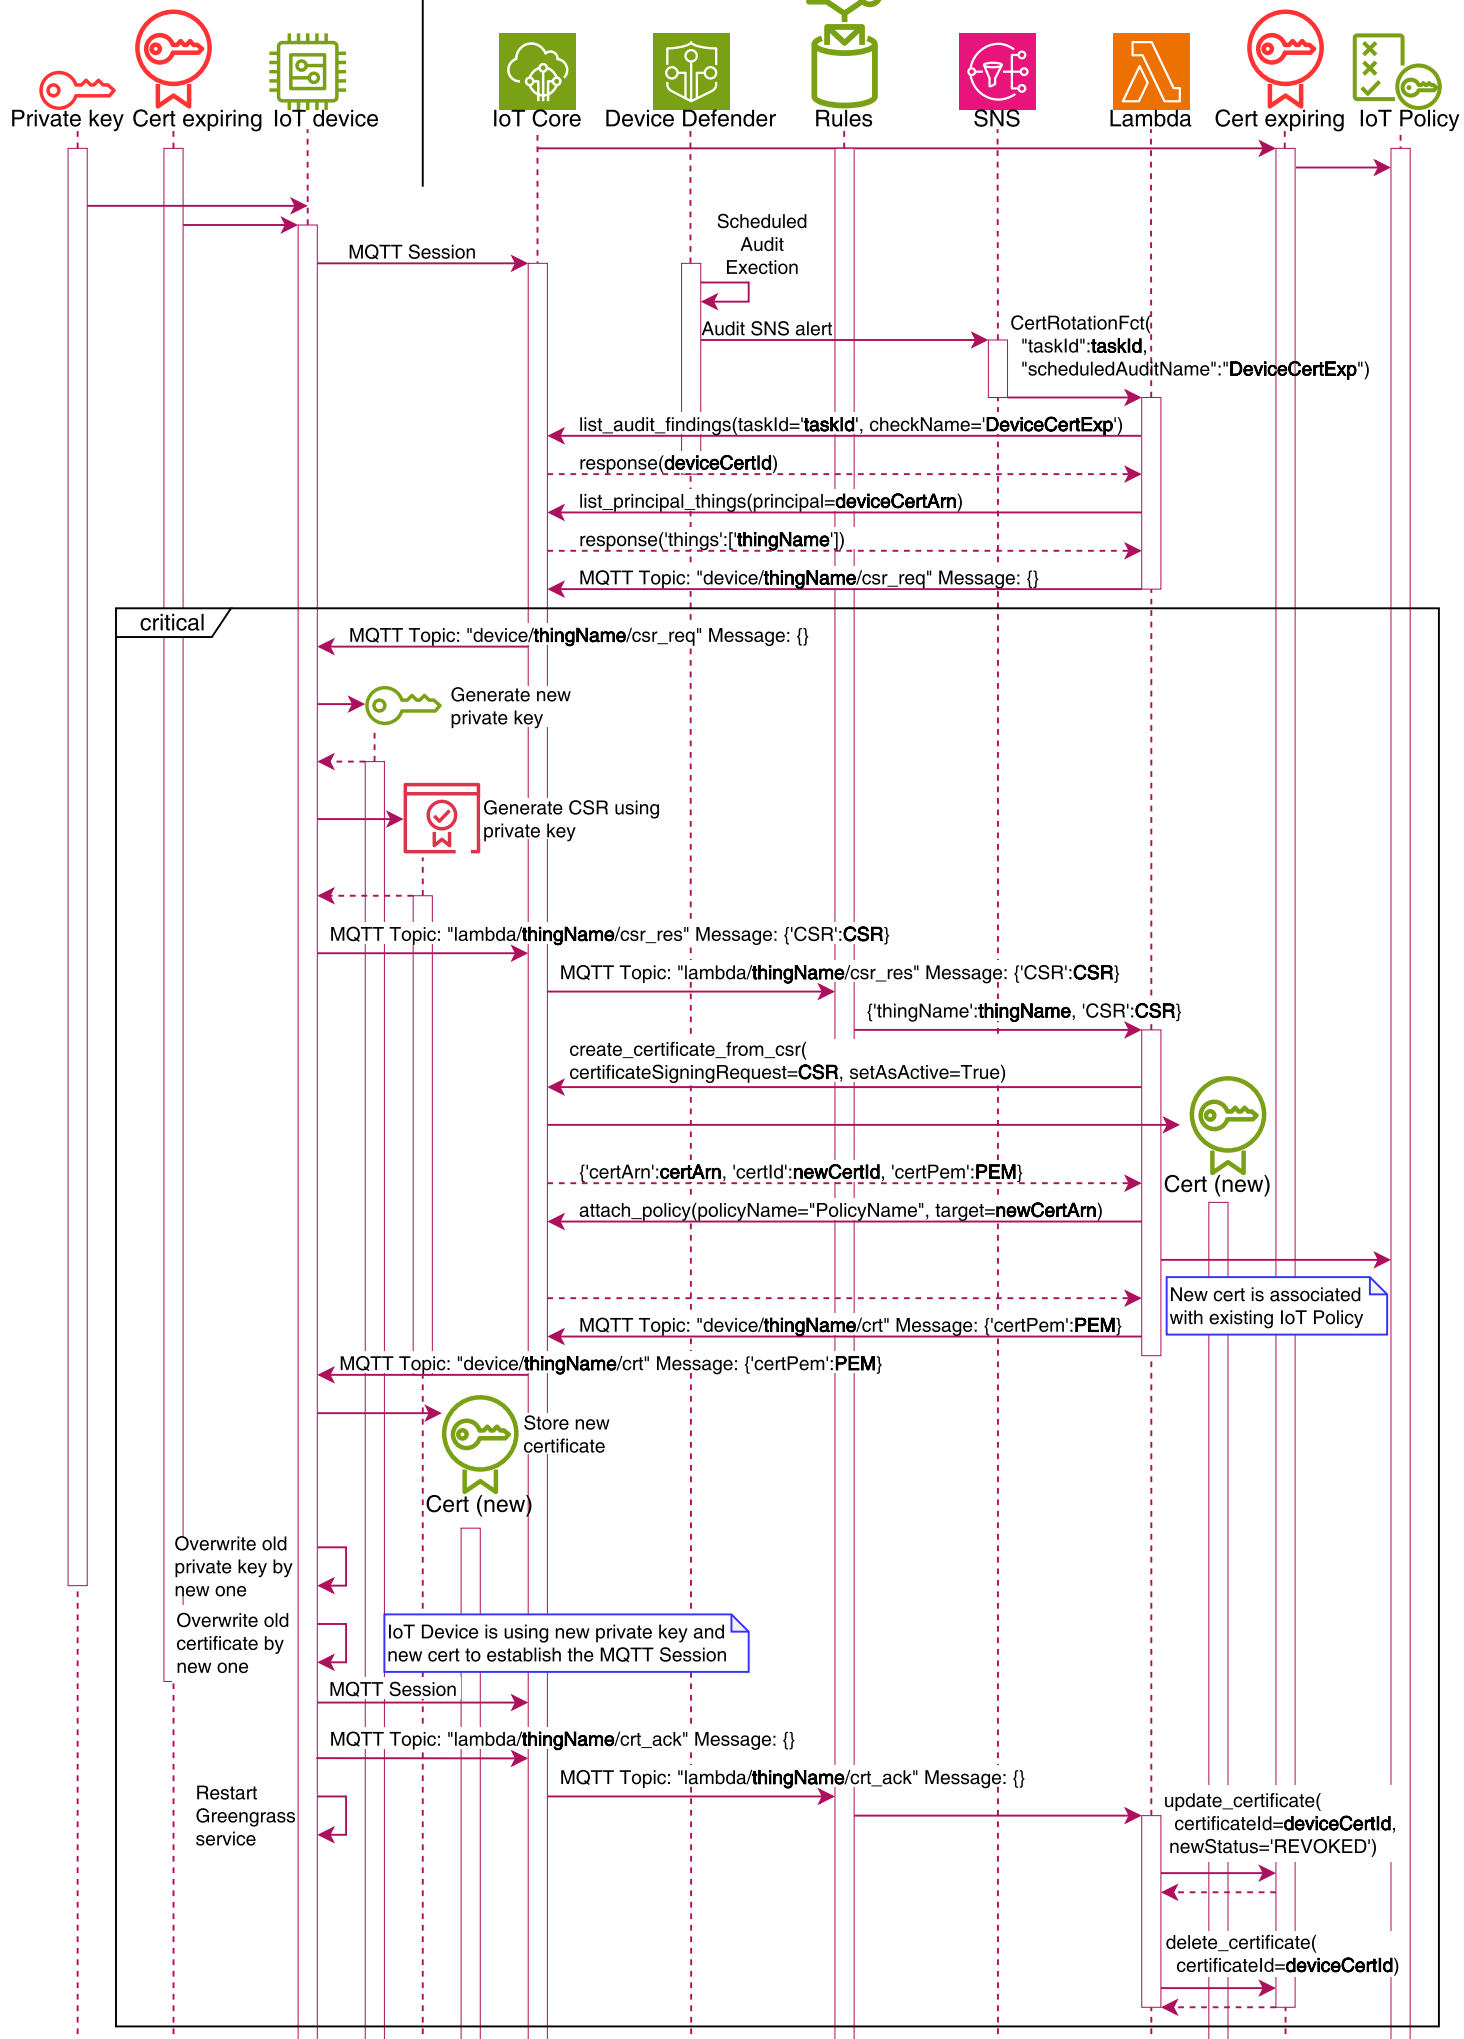 Private key
Cert expiring
IoT device
IoT Core
Device Defender
Rules
SNS
Lambda
Cert expiring
IoT Policy
Scheduled
Audit
Exection
MQTT Session
Audit SNS alert
CertRotationFct(
"taskId":taskId,
"scheduledAuditName":"DeviceCertExp")
list_audit_findings(taskId='taskId', checkName='DeviceCertExp')
response(deviceCertId)
list_principal_things(principal=deviceCertArn)
response('things':['thingName'])
MQTT Topic: "device/thingName/csr_req" Message: {}
critical
MQTT Topic: "device/thingName/csr_req" Message: {}
Generate new
private key
Generate CSR using
private key
MQTT Topic: "lambda/thingName/csr_res" Message: {'CSR':CSR}
MQTT Topic: "lambda/thingName/csr_res" Message: {'CSR':CSR}
{'thingName':thingName, 'CSR':CSR}
create_certificate_from_csr(
certificateSigningRequest=CSR, setAsActive=True)
{'certArn':certArn, 'certId':newCertId, 'certPem':PEM}
Cert (new)
attach_policy(policyName="PolicyName", target=newCertArn)
New cert is associated
with existing IoT Policy
MQTT Topic: "device/thingName/crt" Message: {'certPem':PEM}
MQTT Topic: "device/thingName/crt" Message: {'certPem':PEM}
Store new
certificate
Cert (new)
Overwrite old
private key by
new one
Overwrite old
certificate by
new one
IoT Device is using new private key and
new cert to establish the MQTT Session
MQTT Session
MQTT Topic: "lambda/thingName/crt_ack" Message: {}
MQTT Topic: "lambda/thingName/crt_ack" Message: {}
Restart
Greengrass
service
update_certificate(
certificateId=deviceCertId,
newStatus='REVOKED')
delete_certificate(
certificateId=deviceCertId)